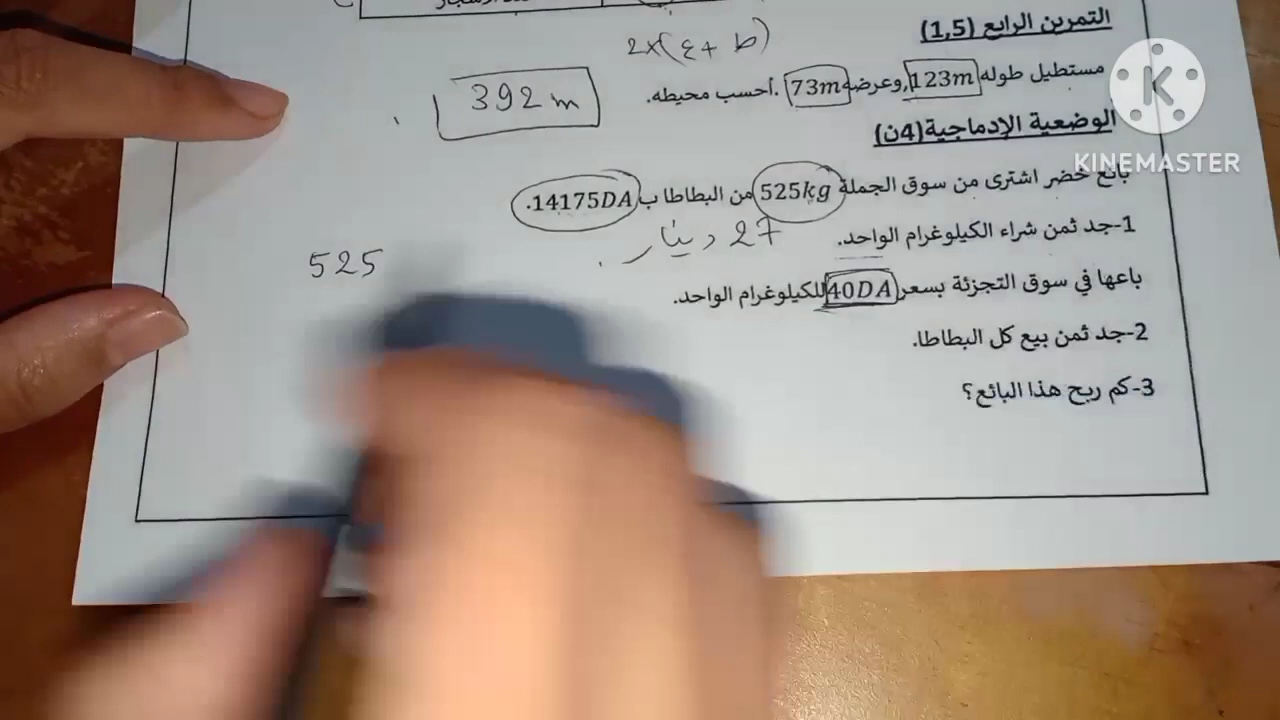 التمرين الرابع (1,5)
2x(ع + ط)
مستطيل طوله 123m, وعرضه 73m .أحسب محيطه.
392 m
الوضعية الإدماجية(4ن)
K
KINEMASTER
بائع خضر اشترى من سوق الجملة 525kg من البطاطا ب 14175DA.
1-جد ثمن شراء الكيلوغرام الواحد.
27 دينار
525
باعها في سوق التجزئة بسعر 40DA للكيلوغرام الواحد.
2-جد ثمن بيع كل البطاطا.
3-كم ربح هذا البائع؟